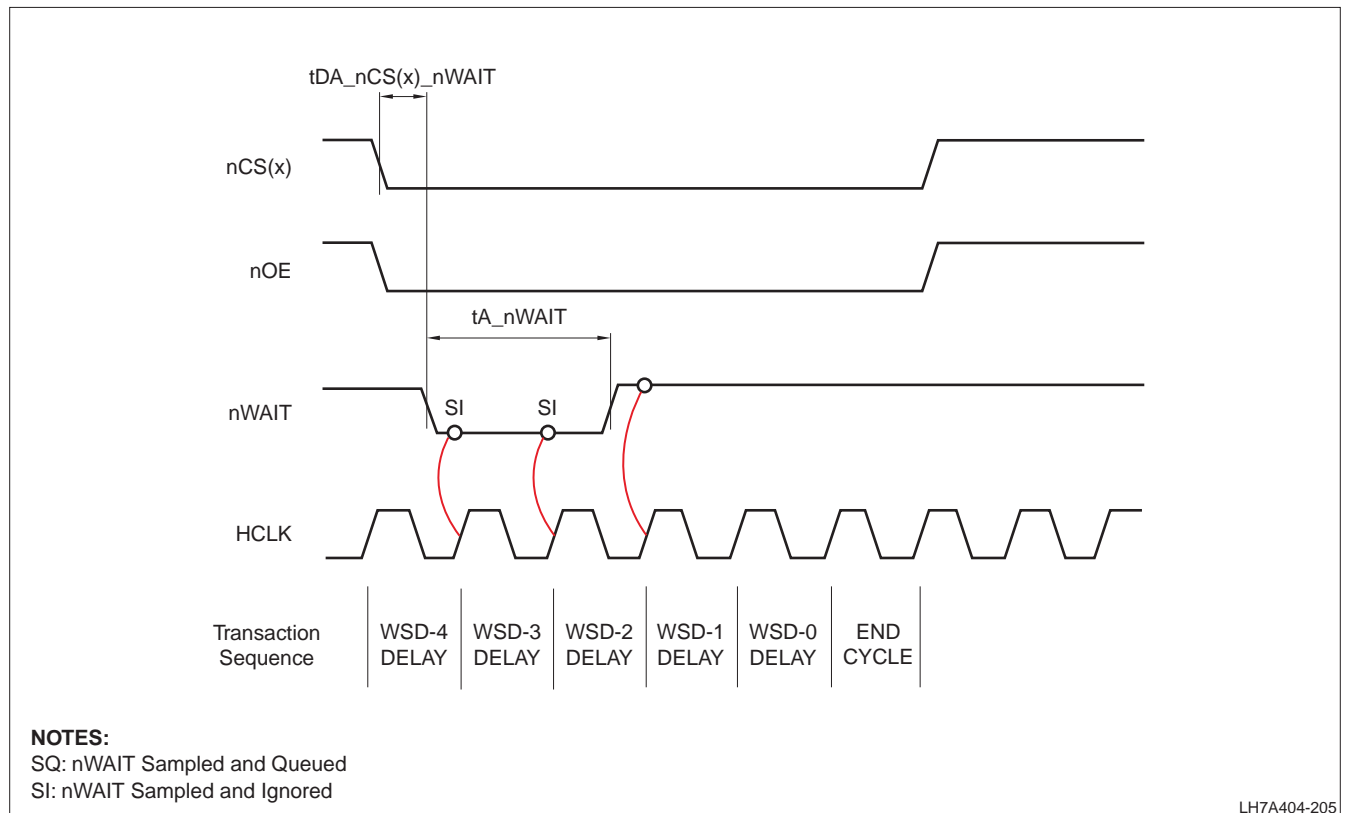 tDA_nCS(x)_nWAIT
nCS(x)
nOE
tA_nWAIT
nWAIT
SI
SI
HCLK
Transaction
Sequence
WSD-4
DELAY
WSD-3
DELAY
WSD-2
DELAY
WSD-1
DELAY
WSD-0
DELAY
END
CYCLE
NOTES:
SQ: nWAIT Sampled and Queued
SI: nWAIT Sampled and Ignored
LH7A404-205